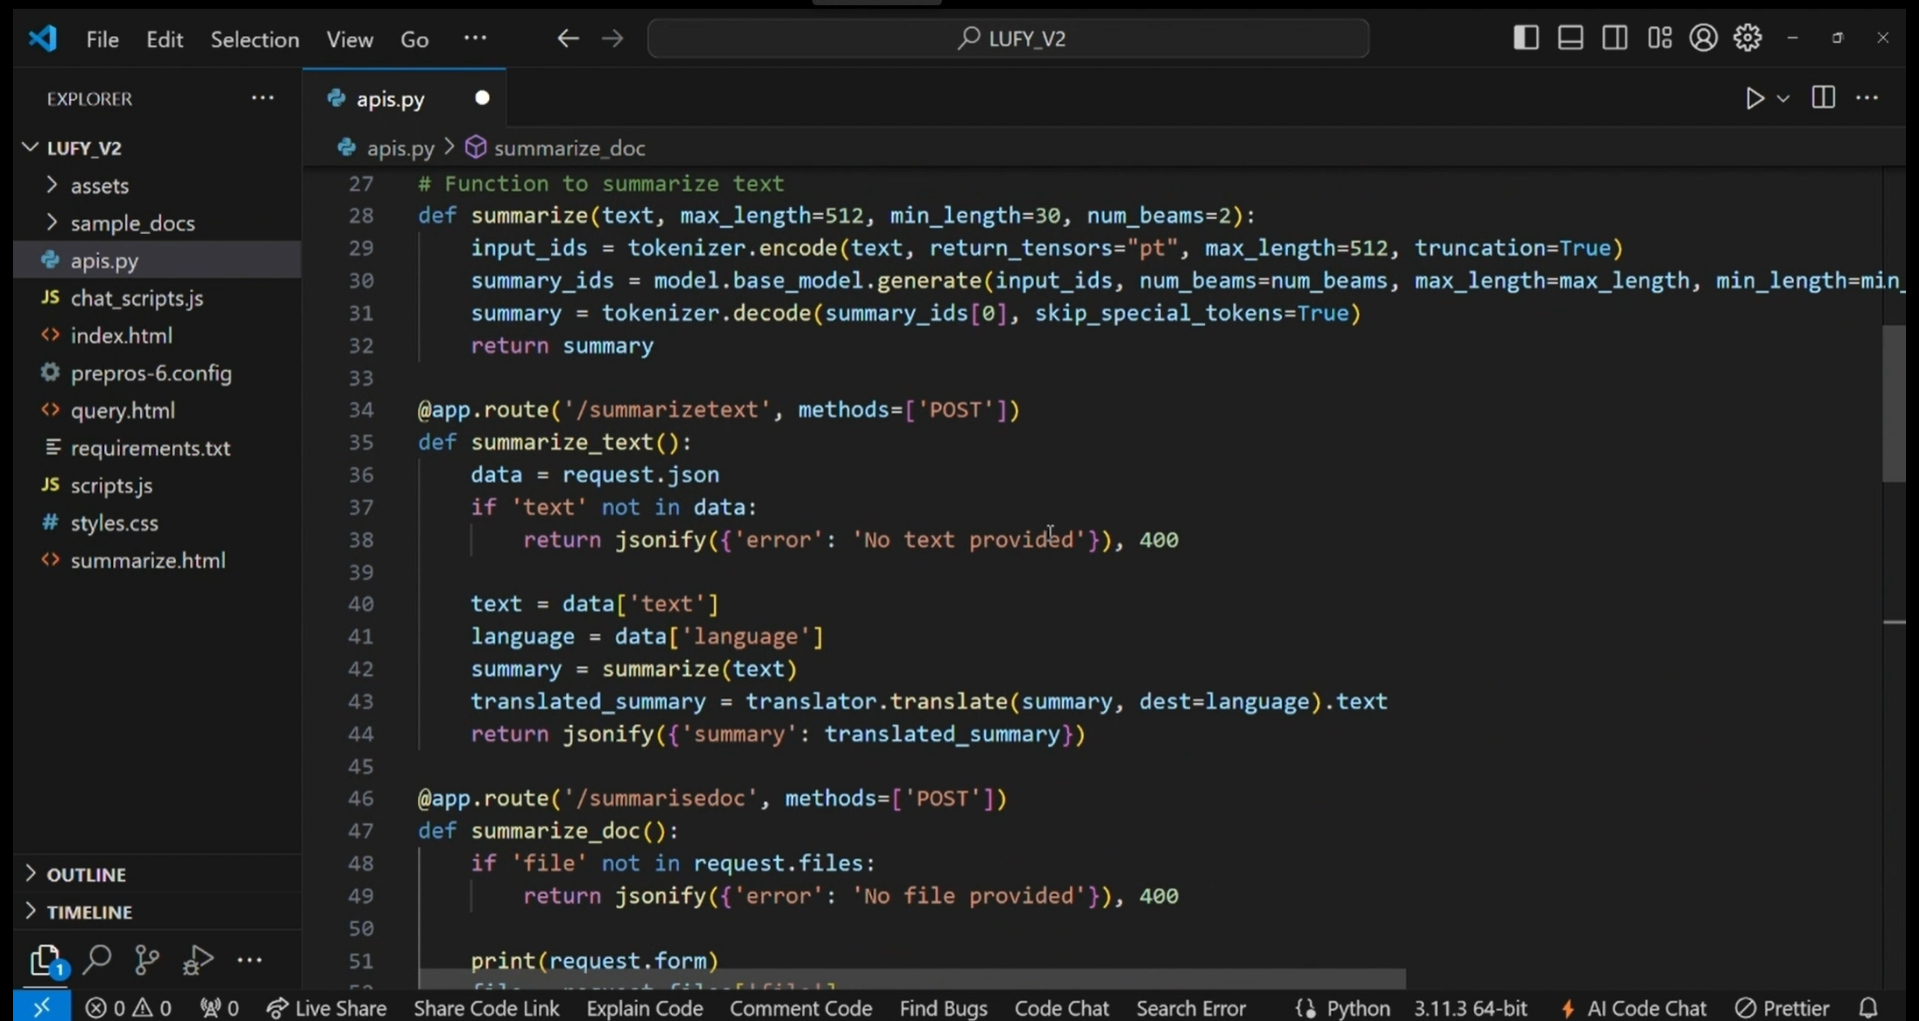 File Edit Selection View Go ··· LUFY_V2
EXPLORER ···
LUFY_V2
assets
sample_docs
apis.py
JS chat_scripts.js
index.html
prepros-6.config
query.html
requirements.txt
JS scripts.js
# styles.css
summarize.html
OUTLINE
TIMELINE
1
apis.py
apis.py > summarize_doc
27 # Function to summarize text
28 def summarize(text, max_length=512, min_length=30, num_beams=2):
29 input_ids = tokenizer.encode(text, return_tensors="pt", max_length=512, truncation=True)
30 summary_ids = model.base_model.generate(input_ids, num_beams=num_beams, max_length=max_length, min_length=min_
31 summary = tokenizer.decode(summary_ids[0], skip_special_tokens=True)
32 return summary
33
34 @app.route('/summarizetext', methods=['POST'])
35 def summarize_text():
36 data = request.json
37 if 'text' not in data:
38 return jsonify({'error': 'No text provided'}), 400
39
40 text = data['text']
41 language = data['language']
42 summary = summarize(text)
43 translated_summary = translator.translate(summary, dest=language).text
44 return jsonify({'summary': translated_summary})
45
46 @app.route('/summarisedoc', methods=['POST'])
47 def summarize_doc():
48 if 'file' not in request.files:
49 return jsonify({'error': 'No file provided'}), 400
50
51 print(request.form)
0 0 0 Live Share Share Code Link Explain Code Comment Code Find Bugs Code Chat Search Error Python 3.11.3 64-bit AI Code Chat Prettier